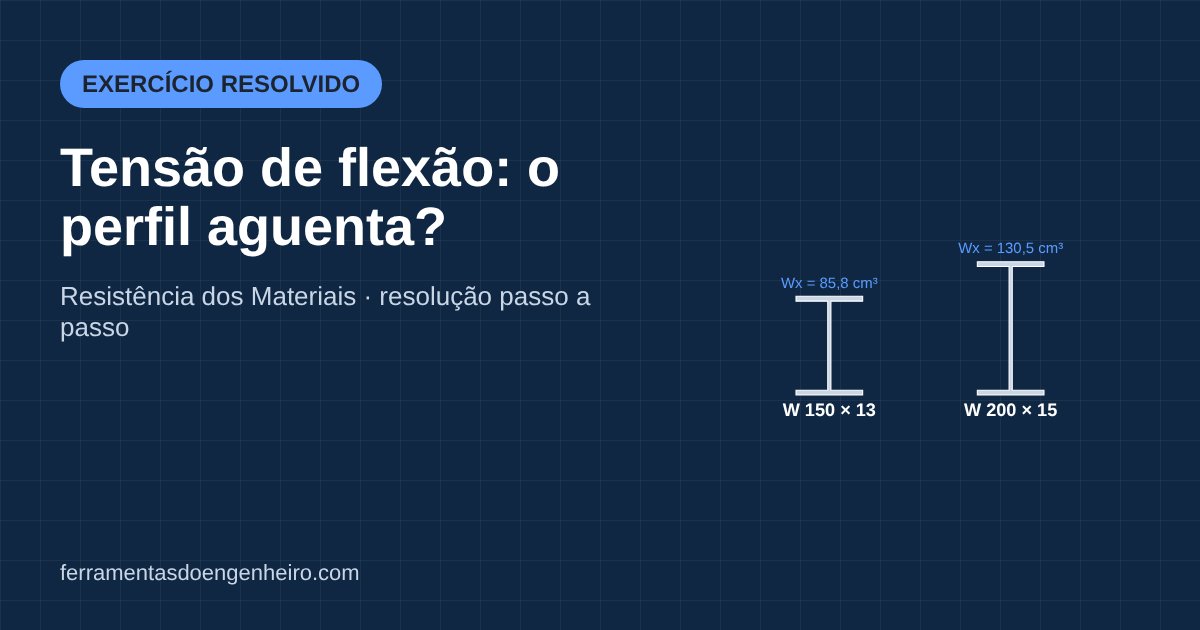 EXERCÍCIO RESOLVIDO
Tensão de flexão: o
perfil aguenta?
Resistência dos Materiais · resolução passo a
passo
Wx = 85,8 cm³
W 150 × 13
Wx = 130,5 cm³
W 200 × 15
ferramentasdoengenheiro.com